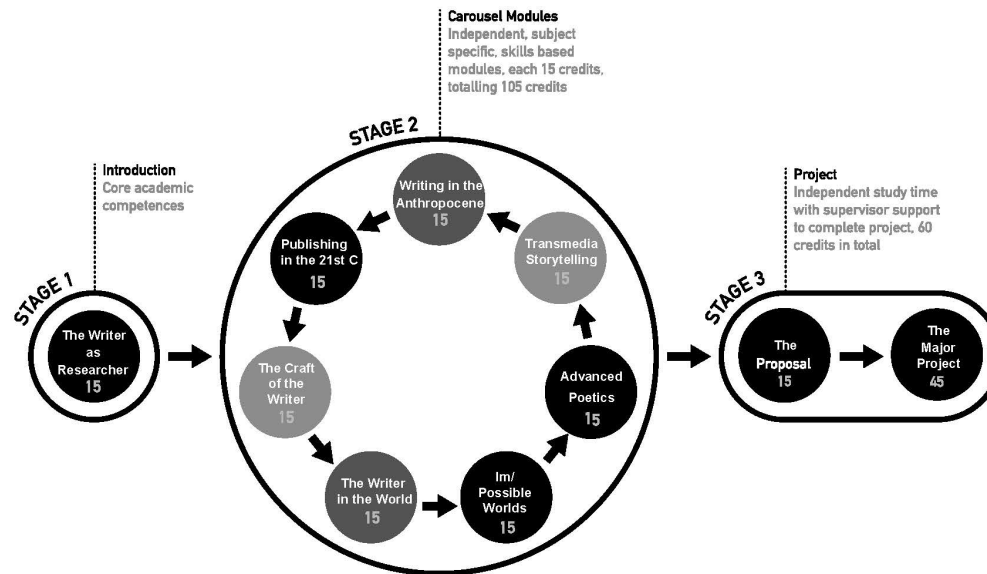 Carousel Modules
Independent, subject
specific, skills based
modules, each 15 credits,
totalling 105 credits
STAGE 2
Introduction
Core academic
competences
Project
Independent study time
with supervisor support
to complete project, 60
credits in total
STAGE 1
The Writer
as
Researcher
15
Writing in the
Anthropocene
15
Publishing
in the 21st C
15
The Craft
of the
Writer
15
The Writer
in the World
15
Im/
Possible
Worlds
15
Advanced
Poetics
15
Transmedia
Storytelling
15
STAGE 3
The
Proposal
15
The
Major
Project
45